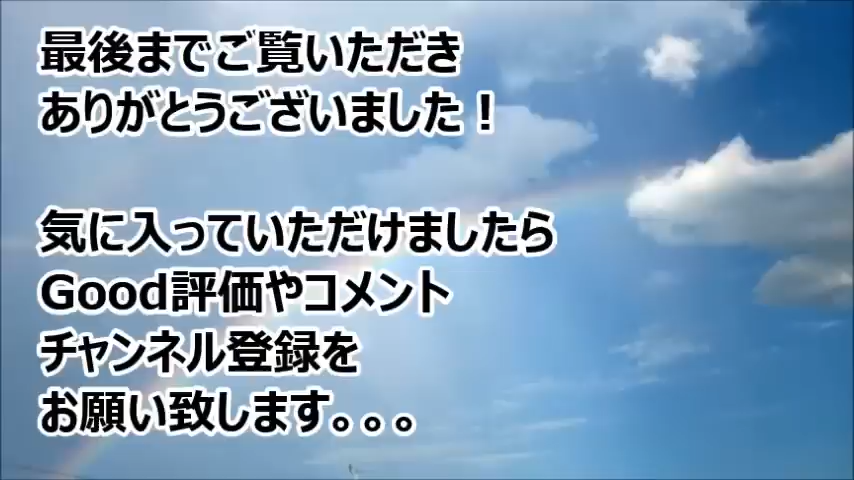 最後までご覧いただき
ありがとうございました！
気に入っていただけましたら
Good評価やコメント
チャンネル登録を
お願い致します。。。